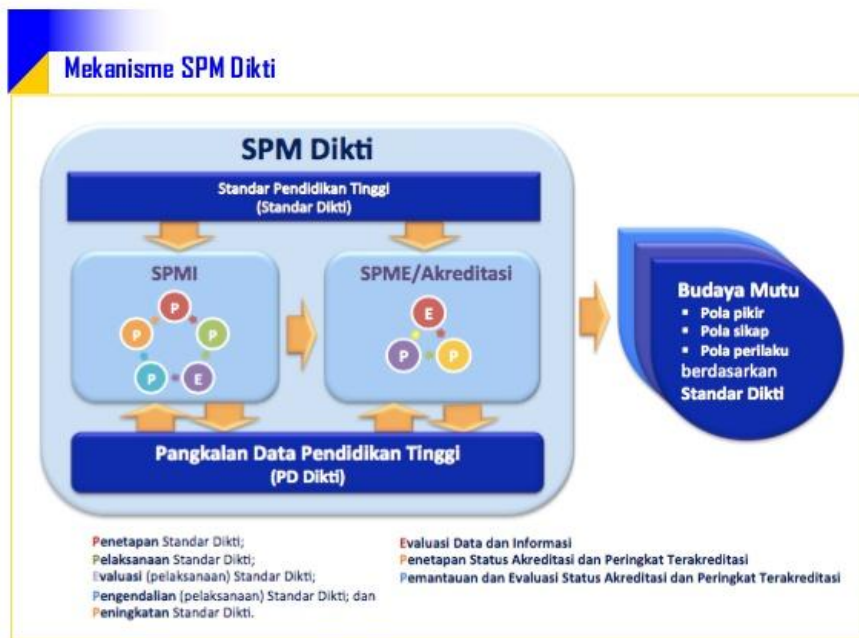 Mekanisme SPM Dikti
SPM Dikti
Standar Pendidikan Tinggi
(Standar Dikti)
SPMI
P
P
P
P
E
SPME/Akreditasi
E
P
P
Pangkalan Data Pendidikan Tinggi
(PD Dikti)
Budaya Mutu
▪ Pola pikir
▪ Pola sikap
▪ Pola perilaku
berdasarkan
Standar Dikti
Penetapan Standar Dikti;
Pelaksanaan Standar Dikti;
Evaluasi (pelaksanaan) Standar Dikti;
Pengendalian (pelaksanaan) Standar Dikti; dan
Peningkatan Standar Dikti.
Evaluasi Data dan Informasi
Penetapan Status Akreditasi dan Peringkat Terakreditasi
Pemantauan dan Evaluasi Status Akreditasi dan Peringkat Terakreditasi